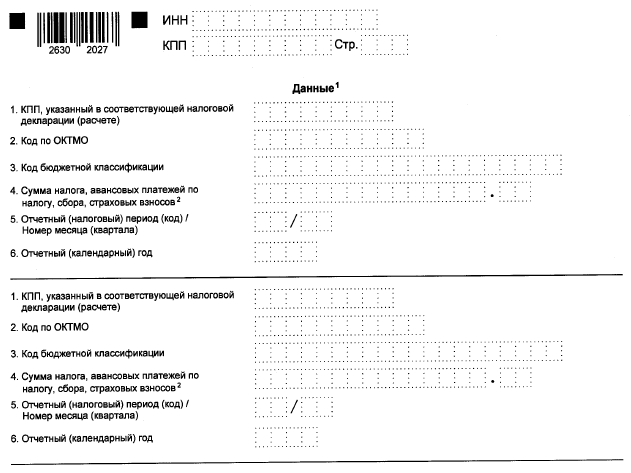 ИНН
2630 2027
КПП Стр.
Данные¹
1. КПП, указанный в соответствующей налоговой
декларации (расчете)
2. Код по ОКТМО
3. Код бюджетной классификации
4. Сумма налога, авансовых платежей по
налогу, сбора, страховых взносов² .
5. Отчетный (налоговый) период (код) / /
Номер месяца (квартала)
6. Отчетный (календарный) год
1. КПП, указанный в соответствующей налоговой
декларации (расчете)
2. Код по ОКТМО
3. Код бюджетной классификации
4. Сумма налога, авансовых платежей по
налогу, сбора, страховых взносов² .
5. Отчетный (налоговый) период (код) / /
Номер месяца (квартала)
6. Отчетный (календарный) год